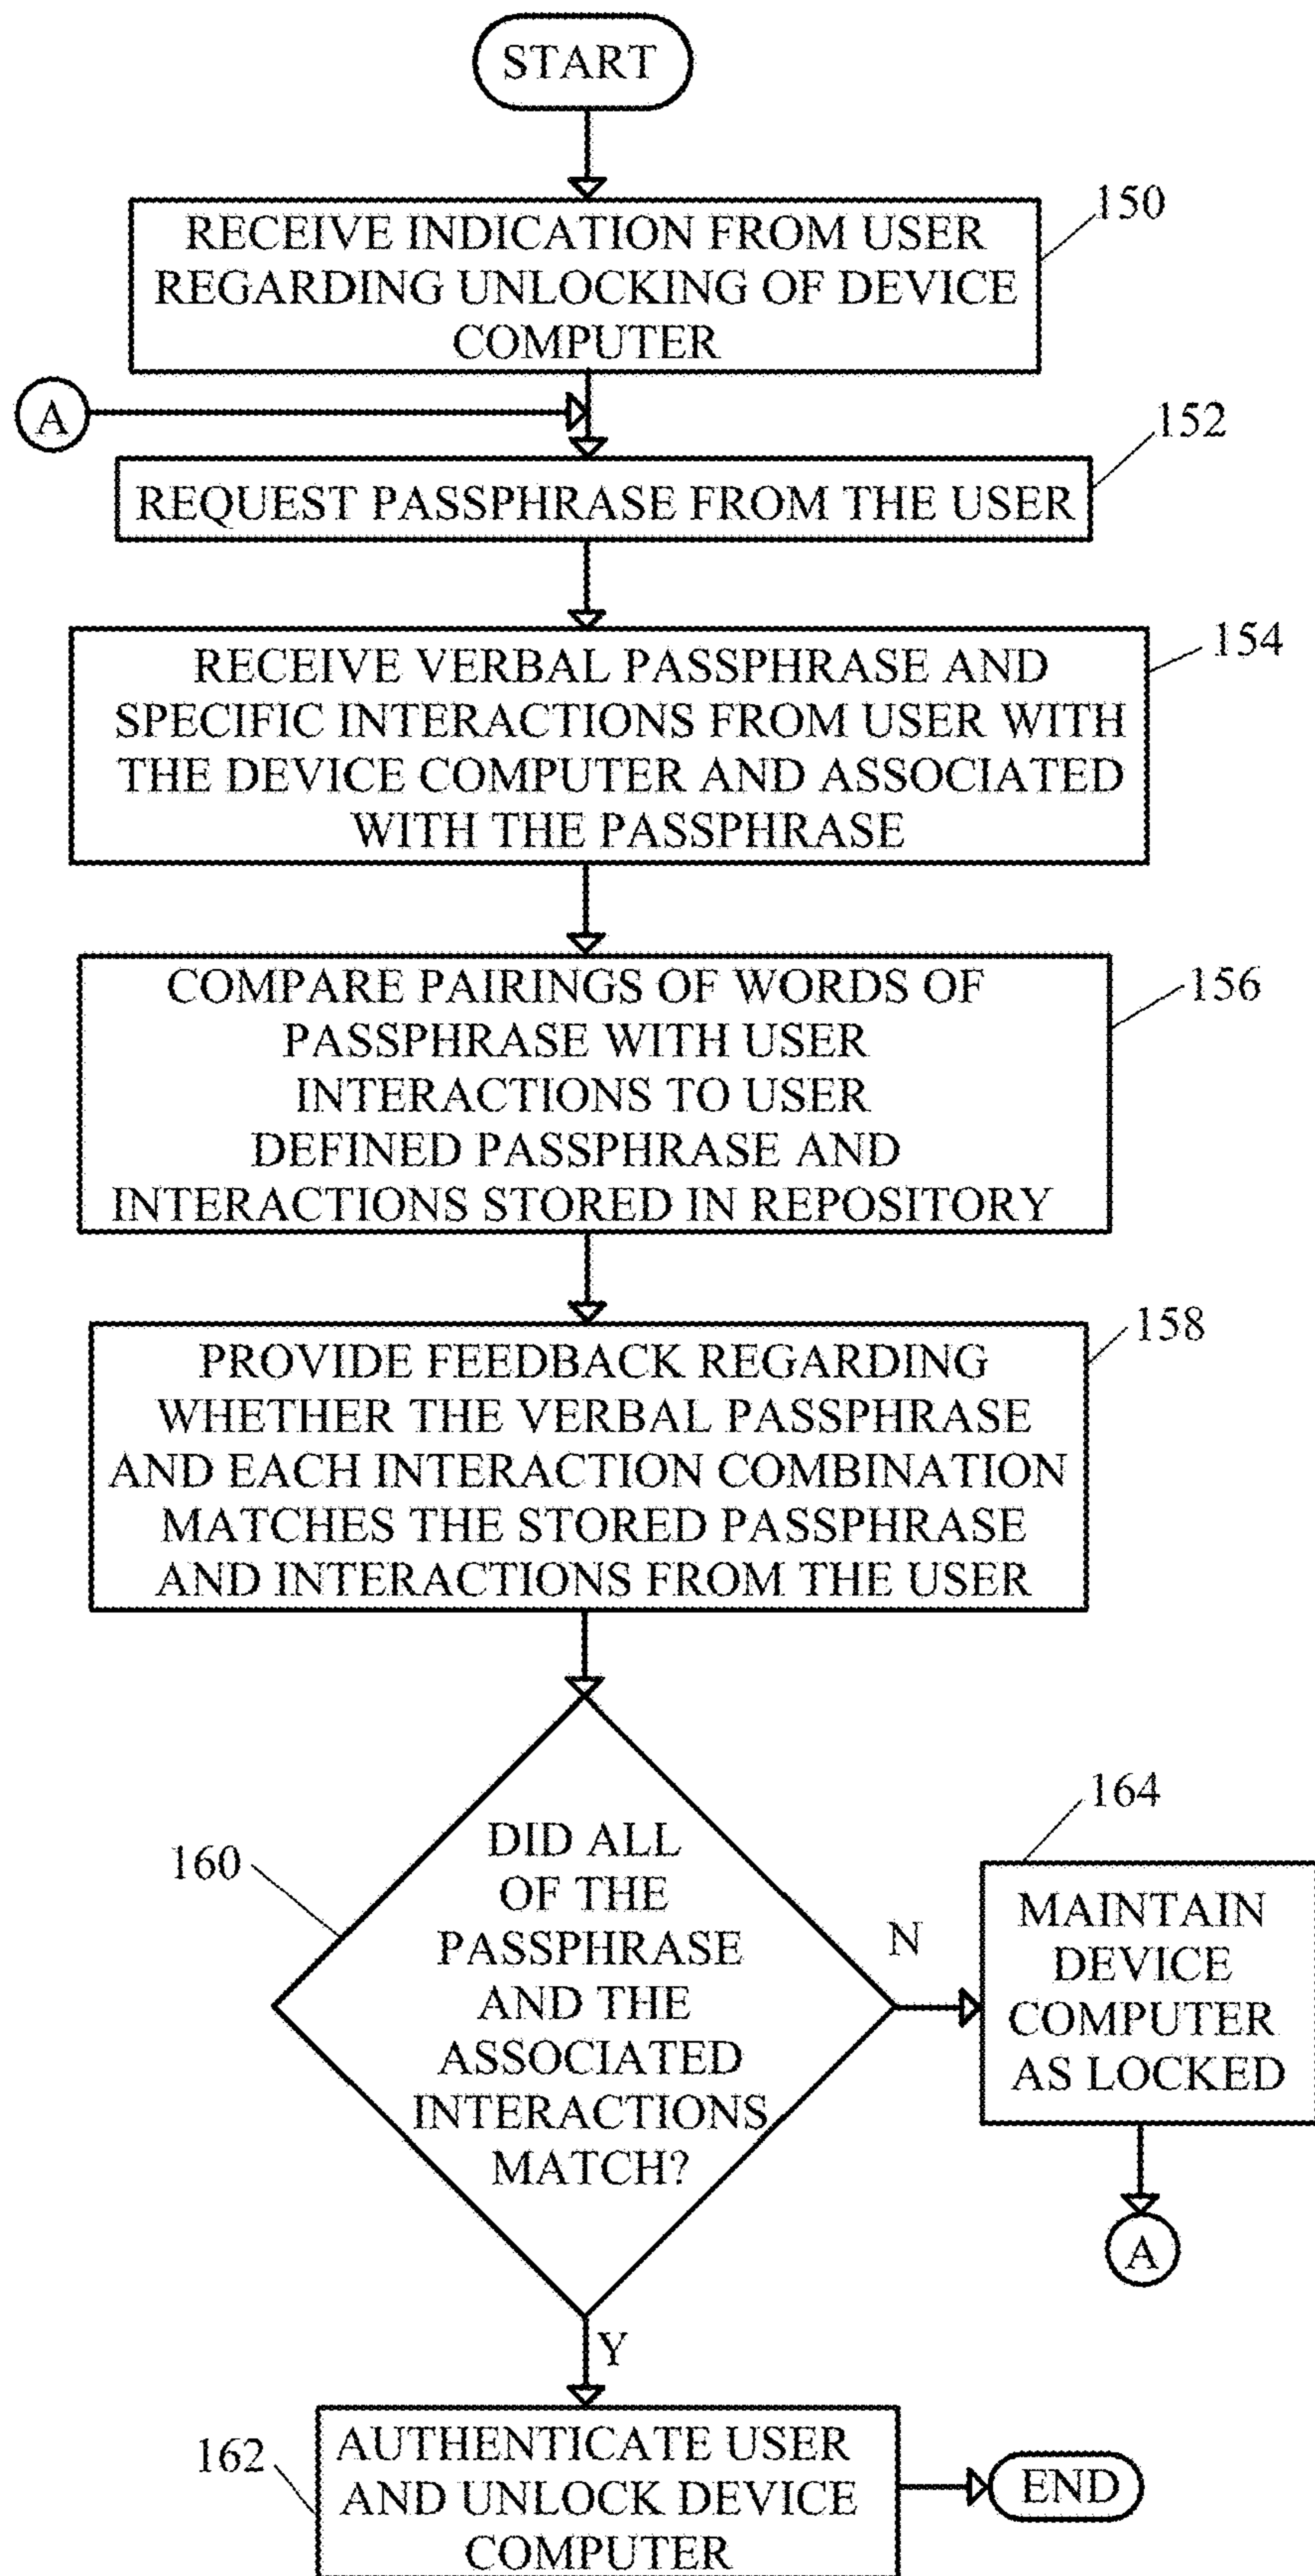 START
150
RECEIVE INDICATION FROM USER
REGARDING UNLOCKING OF DEVICE
COMPUTER
A
152
REQUEST PASSPHRASE FROM THE USER
154
RECEIVE VERBAL PASSPHRASE AND
SPECIFIC INTERACTIONS FROM USER WITH
THE DEVICE COMPUTER AND ASSOCIATED
WITH THE PASSPHRASE
156
COMPARE PAIRINGS OF WORDS OF
PASSPHRASE WITH USER
INTERACTIONS TO USER
DEFINED PASSPHRASE AND
INTERACTIONS STORED IN REPOSITORY
158
PROVIDE FEEDBACK REGARDING
WHETHER THE VERBAL PASSPHRASE
AND EACH INTERACTION COMBINATION
MATCHES THE STORED PASSPHRASE
AND INTERACTIONS FROM THE USER
160
DID ALL
OF THE
PASSPHRASE
AND THE
ASSOCIATED
INTERACTIONS
MATCH?
N
164
MAINTAIN
DEVICE
COMPUTER
AS LOCKED
A
Y
162
AUTHENTICATE USER
AND UNLOCK DEVICE
COMPUTER
END